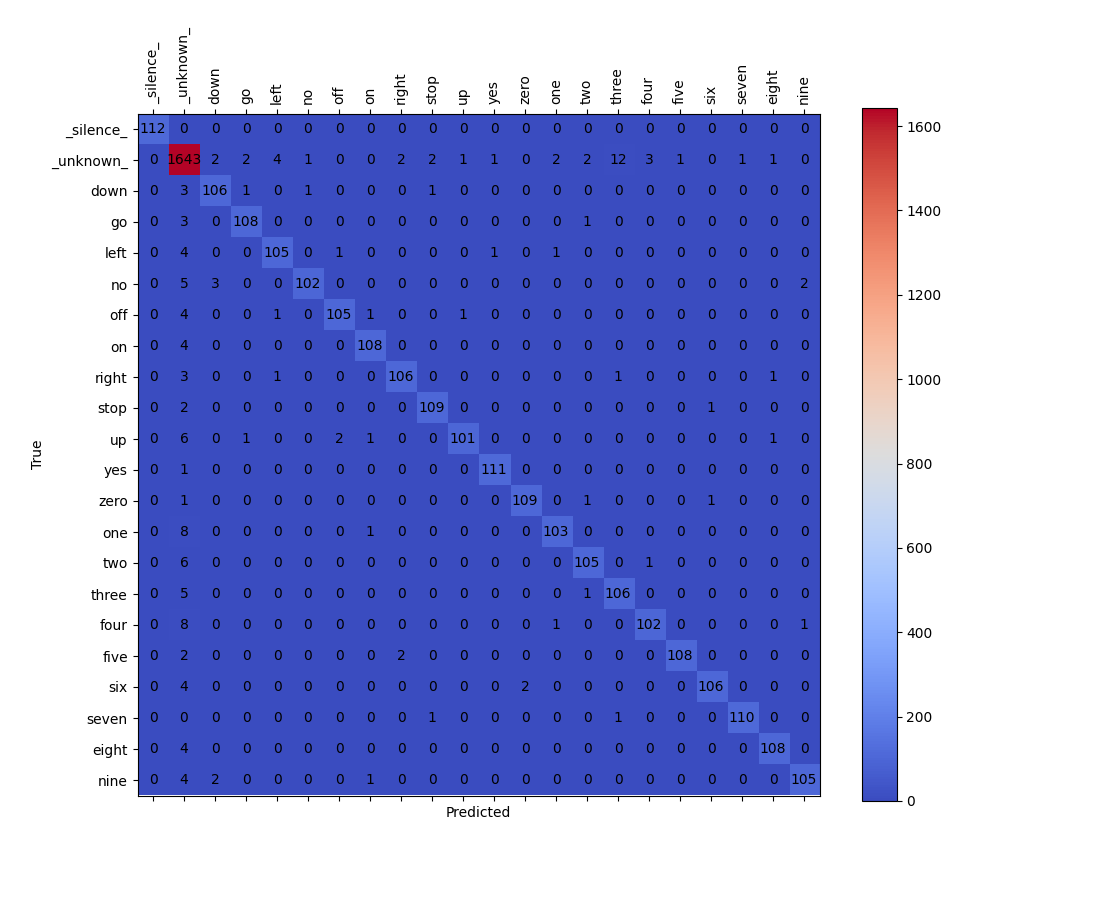 _silence_ _unknown_ down go left no off on right stop up yes zero one two three four five six seven eight nine
_silence_ 112 0 0 0 0 0 0 0 0 0 0 0 0 0 0 0 0 0 0 0 0 0
_unknown_ 0 1643 2 2 4 1 0 0 2 2 1 1 0 2 2 12 3 1 0 1 1 0
down 0 3 106 1 0 1 0 0 0 1 0 0 0 0 0 0 0 0 0 0 0 0
go 0 3 0 108 0 0 0 0 0 0 0 0 0 0 1 0 0 0 0 0 0 0
left 0 4 0 0 105 0 1 0 0 0 0 1 0 1 0 0 0 0 0 0 0 0
no 0 5 3 0 0 102 0 0 0 0 0 0 0 0 0 0 0 0 0 0 0 2
off 0 4 0 0 1 0 105 1 0 0 1 0 0 0 0 0 0 0 0 0 0 0
on 0 4 0 0 0 0 0 108 0 0 0 0 0 0 0 0 0 0 0 0 0 0
right 0 3 0 0 1 0 0 0 106 0 0 0 0 0 0 1 0 0 0 0 1 0
stop 0 2 0 0 0 0 0 0 0 109 0 0 0 0 0 0 0 0 1 0 0 0
up 0 6 0 1 0 0 2 1 0 0 101 0 0 0 0 0 0 0 0 0 1 0
yes 0 1 0 0 0 0 0 0 0 0 0 111 0 0 0 0 0 0 0 0 0 0
zero 0 1 0 0 0 0 0 0 0 0 0 0 109 0 1 0 0 0 1 0 0 0
one 0 8 0 0 0 0 0 1 0 0 0 0 0 103 0 0 0 0 0 0 0 0
two 0 6 0 0 0 0 0 0 0 0 0 0 0 0 105 0 1 0 0 0 0 0
three 0 5 0 0 0 0 0 0 0 0 0 0 0 0 1 106 0 0 0 0 0 0
four 0 8 0 0 0 0 0 0 0 0 0 0 0 1 0 0 102 0 0 0 0 1
five 0 2 0 0 0 0 0 0 2 0 0 0 0 0 0 0 0 108 0 0 0 0
six 0 4 0 0 0 0 0 0 0 0 0 0 2 0 0 0 0 0 106 0 0 0
seven 0 0 0 0 0 0 0 0 0 1 0 0 0 0 0 1 0 0 0 110 0 0
eight 0 4 0 0 0 0 0 0 0 0 0 0 0 0 0 0 0 0 0 0 108 0
nine 0 4 2 0 0 0 0 1 0 0 0 0 0 0 0 0 0 0 0 0 0 105
True
Predicted
1600
1400
1200
1000
800
600
400
200
0